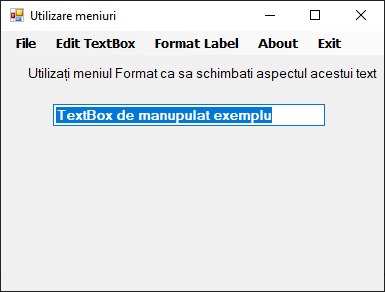 Utilizare meniuri
File Edit TextBox Format Label About Exit
Utilizați meniul Format ca sa schimbati aspectul acestui text
TextBox de manupulat exemplu